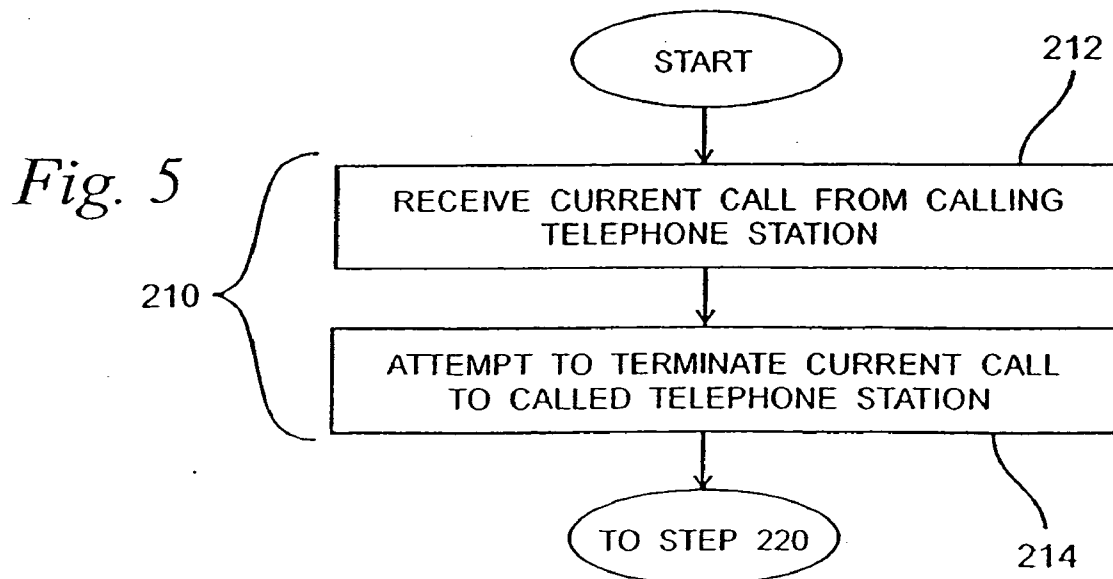 START
212
Fig. 5
RECEIVE CURRENT CALL FROM CALLING
TELEPHONE STATION
210
ATTEMPT TO TERMINATE CURRENT CALL
TO CALLED TELEPHONE STATION
TO STEP 220
214